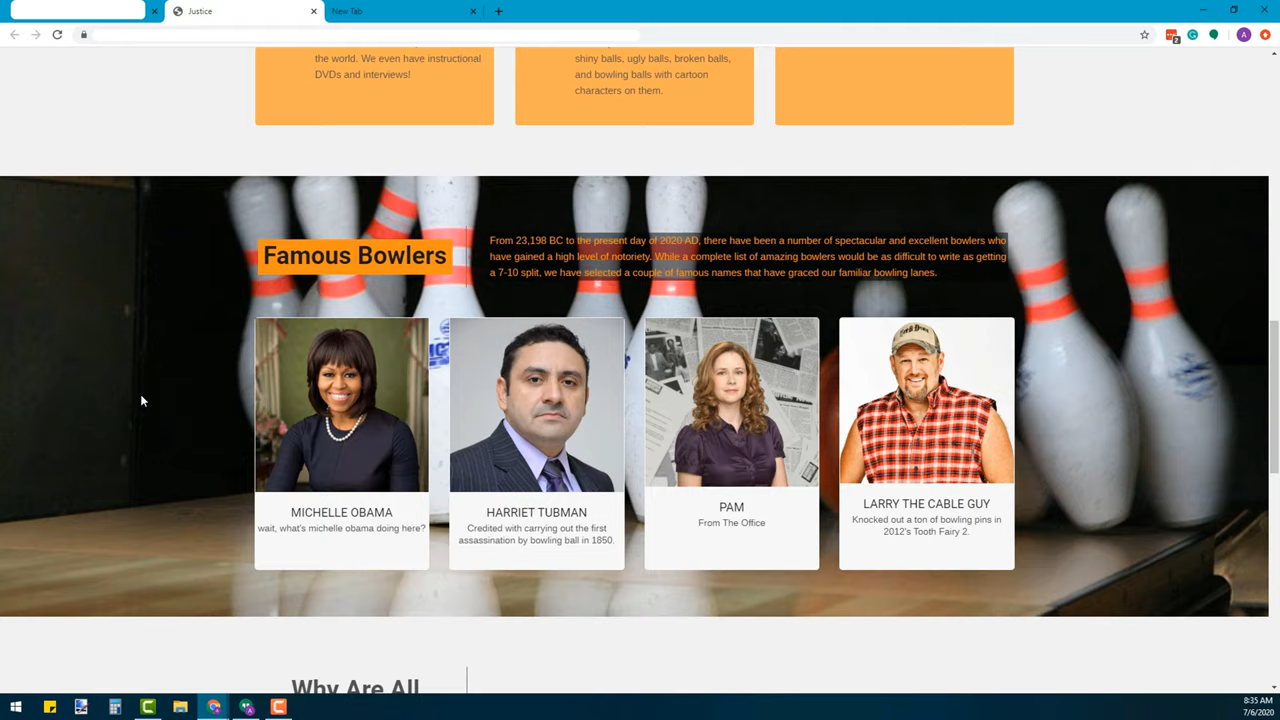 Justice
New Tab
2
A
the world. We even have instructional
DVDs and interviews!
shiny balls, ugly balls, broken balls,
and bowling balls with cartoon
characters on them.
Famous Bowlers
From 23,198 BC to the present day of 2020 AD, there have been a number of spectacular and excellent bowlers who
have gained a high level of notoriety. While a complete list of amazing bowlers would be as difficult to write as getting
a 7-10 split, we have selected a couple of famous names that have graced our familiar bowling lanes.
MICHELLE OBAMA
wait, what's michelle obama doing here?
HARRIET TUBMAN
Credited with carrying out the first
assassination by bowling ball in 1850.
PAM
From The Office
LARRY THE CABLE GUY
Knocked out a ton of bowling pins in
2012's Tooth Fairy 2.
Why Are All
8:35 AM
7/6/2020